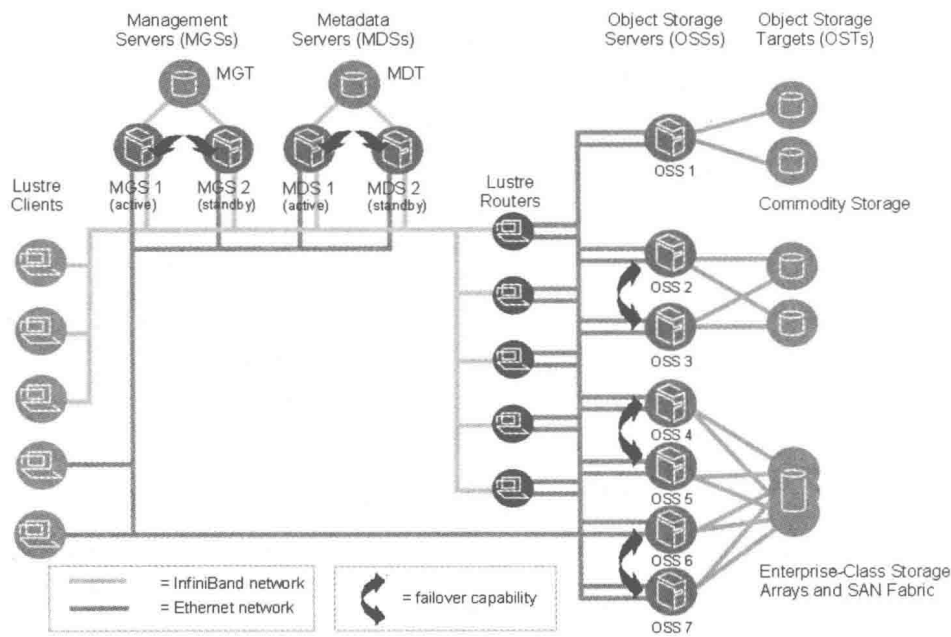 Management
Servers (MGSs)
Metadata
Servers (MDSs)
Object Storage
Servers (OSSs)
Object Storage
Targets (OSTs)
MGT
MDT
OSS 1
Lustre
Clients
MGS 1
(active)
MGS 2
(standby)
MDS 1
(active)
MDS 2
(standby)
Lustre
Routers
Commodity Storage
OSS 2
OSS 3
OSS 4
OSS 5
OSS 6
OSS 7
Enterprise-Class Storage
Arrays and SAN Fabric
= InfiniBand network
= Ethernet network
= failover capability